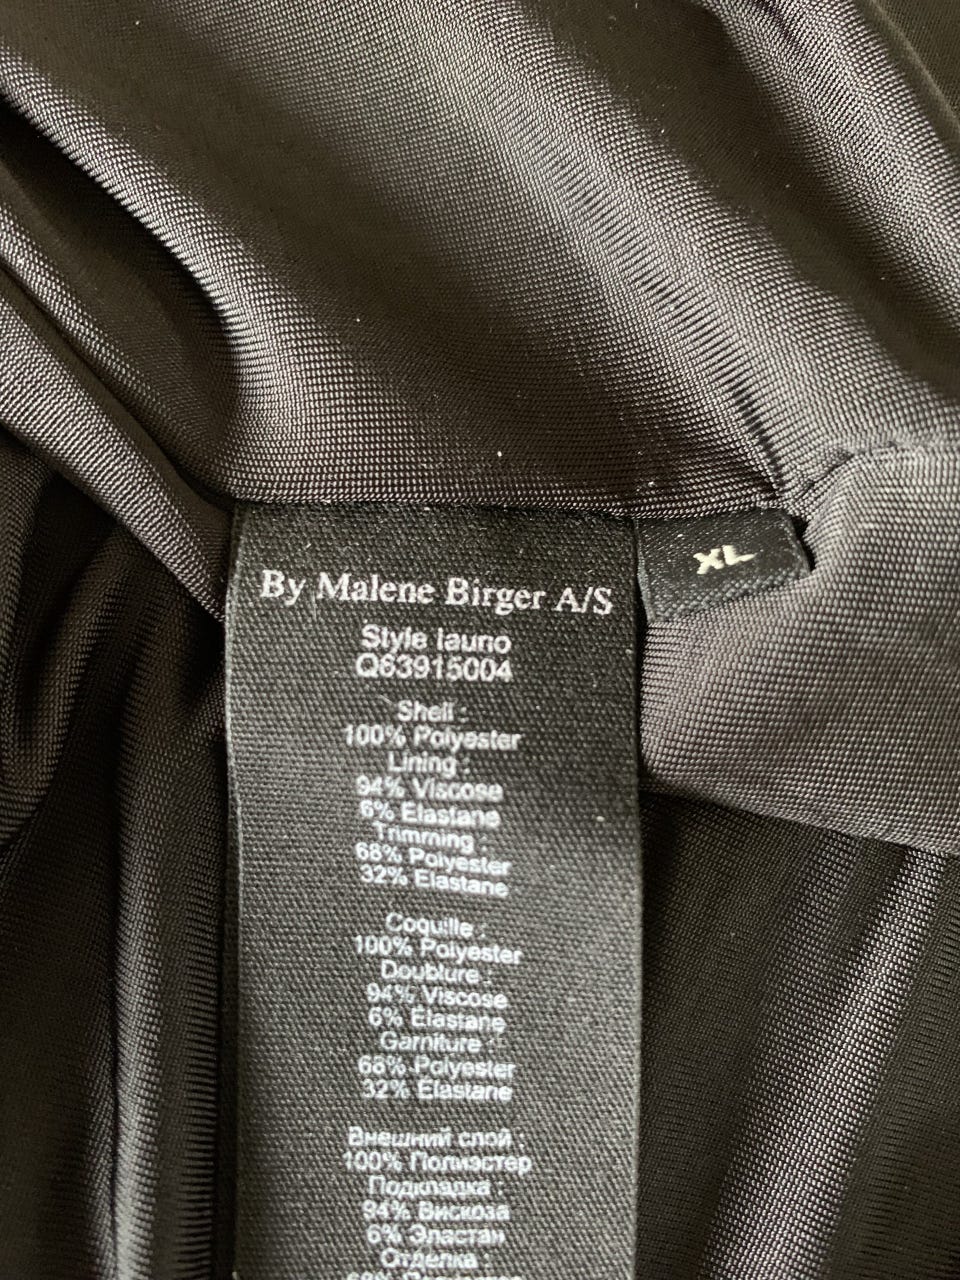 By Malene Birger A/S
XL
Style Iauno
Q63915004
Shell :
100% Polyester
Lining :
94% Viscose
6% Elastane
Trimming :
68% Polyester
32% Elastane
Coquille :
100% Polyester
Doublure :
94% Viscose
6% Elastane
Garniture :
68% Polyester
32% Elastane
Внешний слой :
100% Полиэстер
Подкладка :
94% Вискоза
6% Эластан
Отделка :